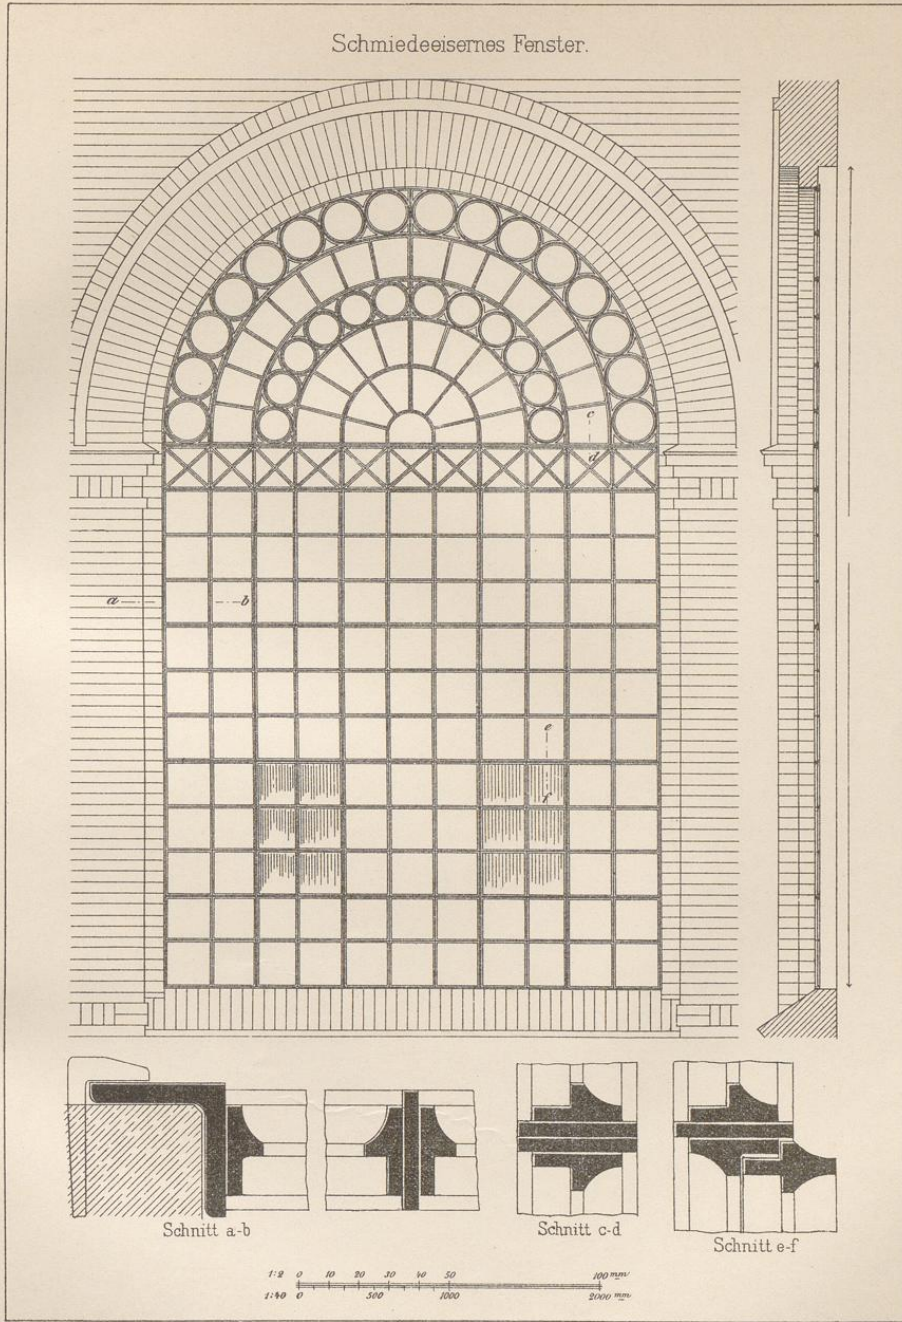 Schmiedeeisernes Fenster.
c
d
a
b
e
f
Schnitt a-b
Schnitt c-d
Schnitt e-f
1:2 0 10 20 30 40 50 100 mm
1:40 0 500 1000 2000 mm